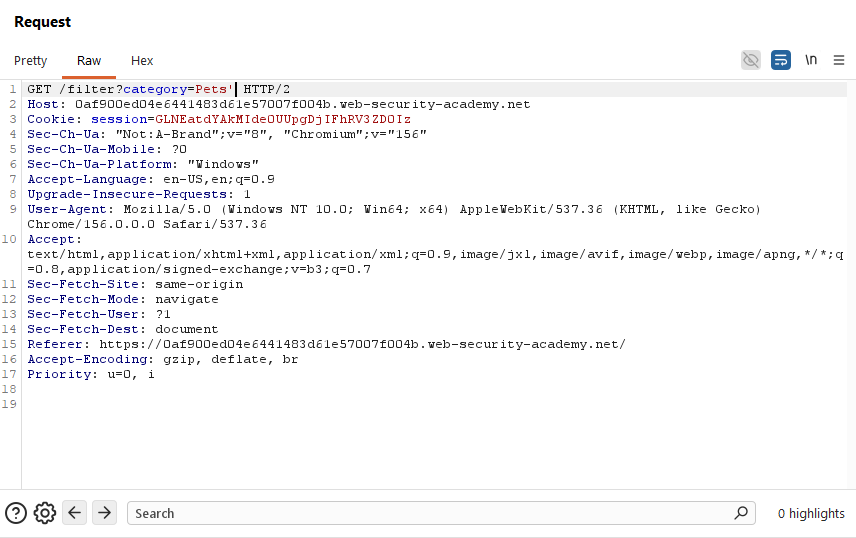 Request
Pretty Raw Hex \n
1 GET /filter?category=Pets' HTTP/2
2 Host: 0af900ed04e6441483d61e57007f004b.web-security-academy.net
3 Cookie: session=GLNEatdYAkMIde0UUpgDjIFhRV3ZD0Iz
4 Sec-Ch-Ua: "Not:A-Brand";v="8", "Chromium";v="156"
5 Sec-Ch-Ua-Mobile: ?0
6 Sec-Ch-Ua-Platform: "Windows"
7 Accept-Language: en-US,en;q=0.9
8 Upgrade-Insecure-Requests: 1
9 User-Agent: Mozilla/5.0 (Windows NT 10.0; Win64; x64) AppleWebKit/537.36 (KHTML, like Gecko)
Chrome/156.0.0.0 Safari/537.36
10 Accept:
text/html,application/xhtml+xml,application/xml;q=0.9,image/jxl,image/avif,image/webp,image/apng,*/*;q
=0.8,application/signed-exchange;v=b3;q=0.7
11 Sec-Fetch-Site: same-origin
12 Sec-Fetch-Mode: navigate
13 Sec-Fetch-User: ?1
14 Sec-Fetch-Dest: document
15 Referer: https://0af900ed04e6441483d61e57007f004b.web-security-academy.net/
16 Accept-Encoding: gzip, deflate, br
17 Priority: u=0, i
18
19
Search 0 highlights